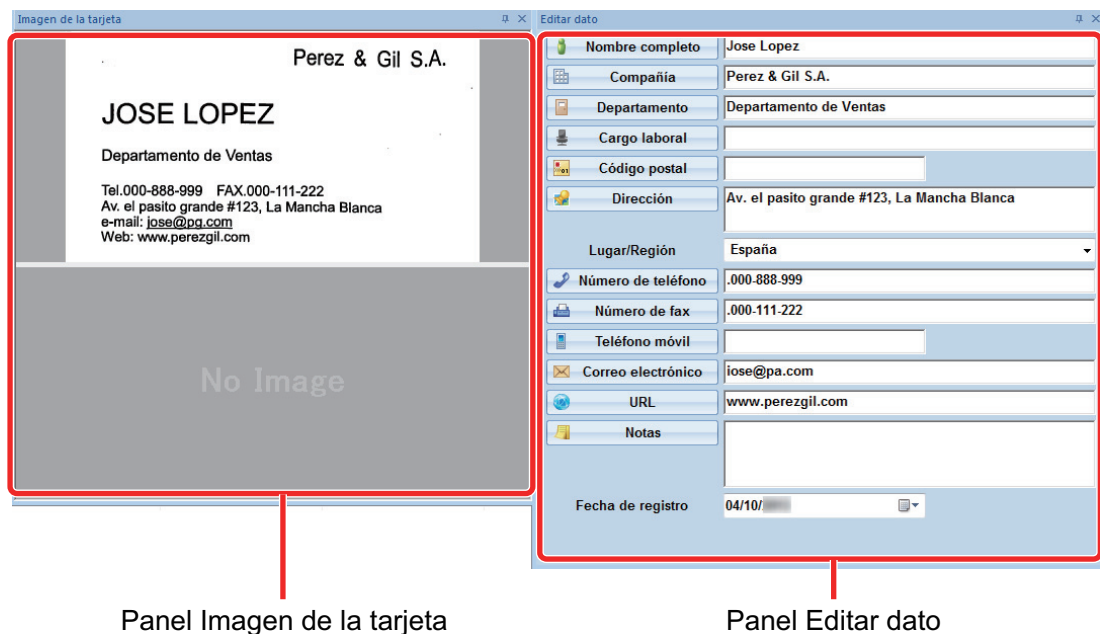 Imagen de la tarjeta
Perez & Gil S.A.
JOSE LOPEZ
Departamento de Ventas
Tel.000-888-999 FAX.000-111-222
Av. el pasito grande #123, La Mancha Blanca
e-mail: jose@pg.com
Web: www.perezgil.com
No Image
Editar dato
Nombre completo Jose Lopez
Compañía Perez & Gil S.A.
Departamento Departamento de Ventas
Cargo laboral
Código postal
Dirección Av. el pasito grande #123, La Mancha Blanca
Lugar/Región España
Número de teléfono .000-888-999
Número de fax .000-111-222
Teléfono móvil
Correo electrónico iose@pa.com
URL www.perezgil.com
Notas
Fecha de registro 04/10/
Panel Imagen de la tarjeta
Panel Editar dato